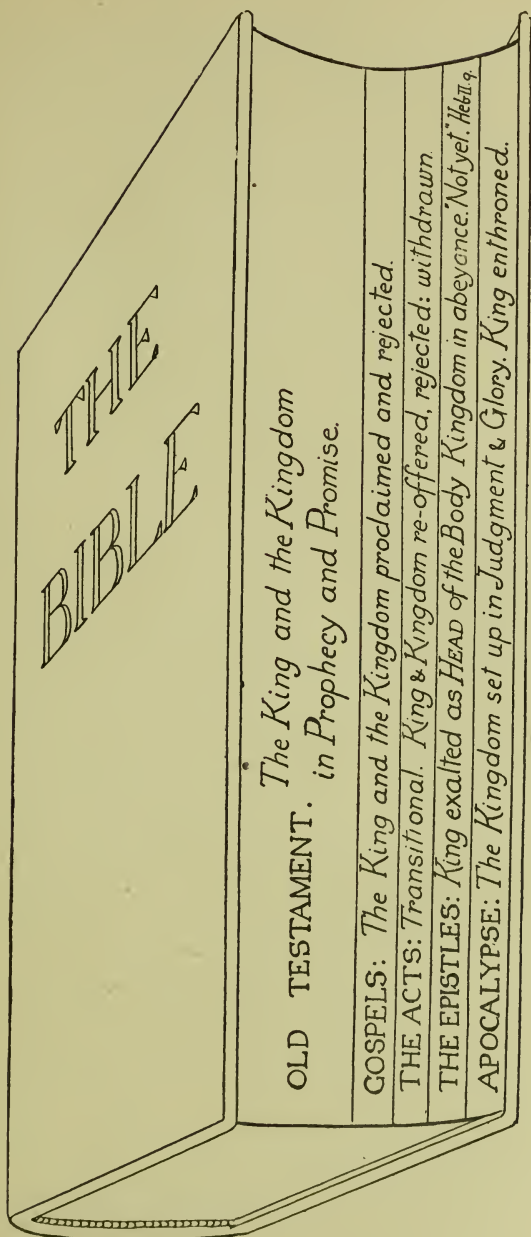 THE
BIBLE
OLD TESTAMENT. The King and the Kingdom
in Prophecy and Promise.
GOSPELS: The King and the Kingdom proclaimed and rejected.
THE ACTS: Transitional. King & Kingdom re-offered, rejected: withdrawn.
THE EPISTLES: King exalted as HEAD of the Body Kingdom in abeyance. "Not yet." Heb II. 9.
APOCALYPSE: The Kingdom set up in Judgment & Glory. King enthroned.